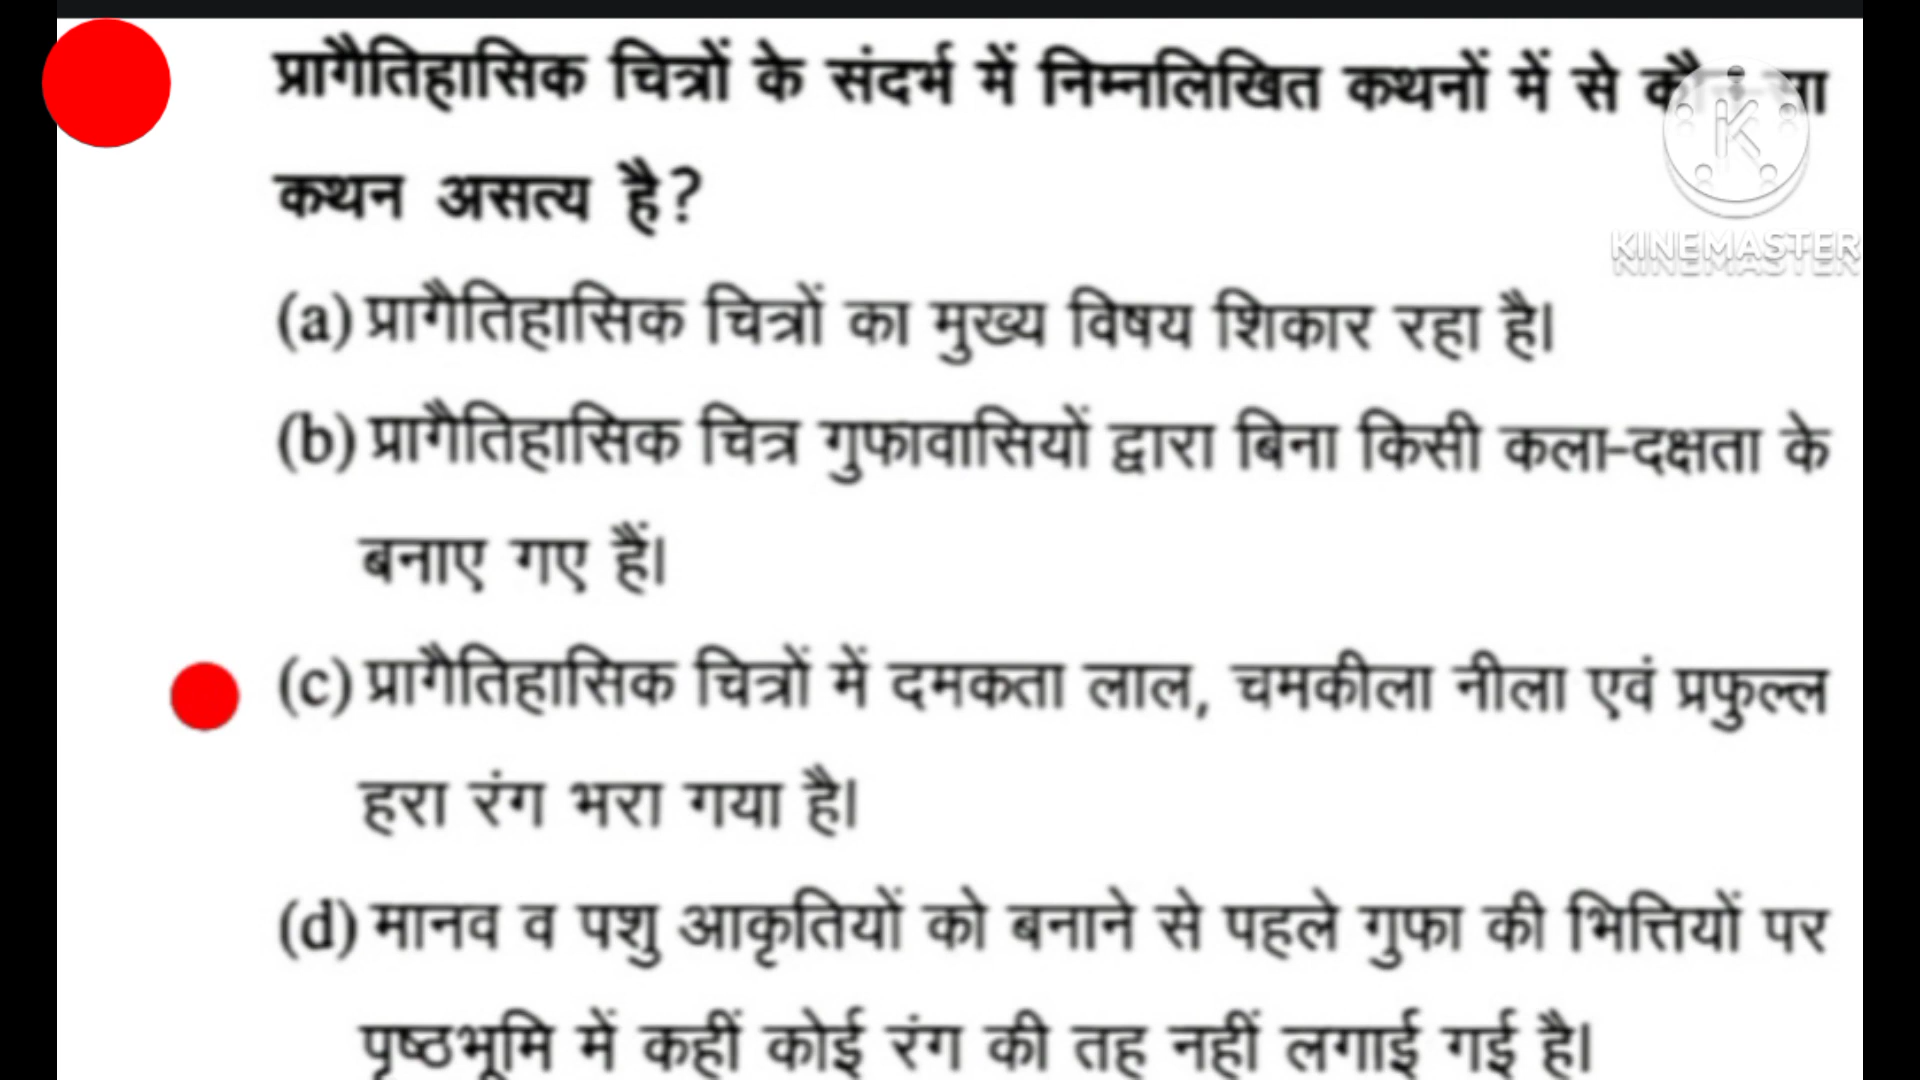 प्रागैतिहासिक चित्रों के संदर्भ में निम्नलिखित कथनों में से कौन-सा
कथन असत्य है?
(a) प्रागैतिहासिक चित्रों का मुख्य विषय शिकार रहा है।
(b) प्रागैतिहासिक चित्र गुफावासियों द्वारा बिना किसी कला-दक्षता के
बनाए गए हैं।
(c) प्रागैतिहासिक चित्रों में दमकता लाल, चमकीला नीला एवं प्रफुल्ल
हरा रंग भरा गया है।
(d) मानव व पशु आकृतियों को बनाने से पहले गुफा की भित्तियों पर
पृष्ठभूमि में कहीं कोई रंग की तह नहीं लगाई गई है।
K
KINEMASTER